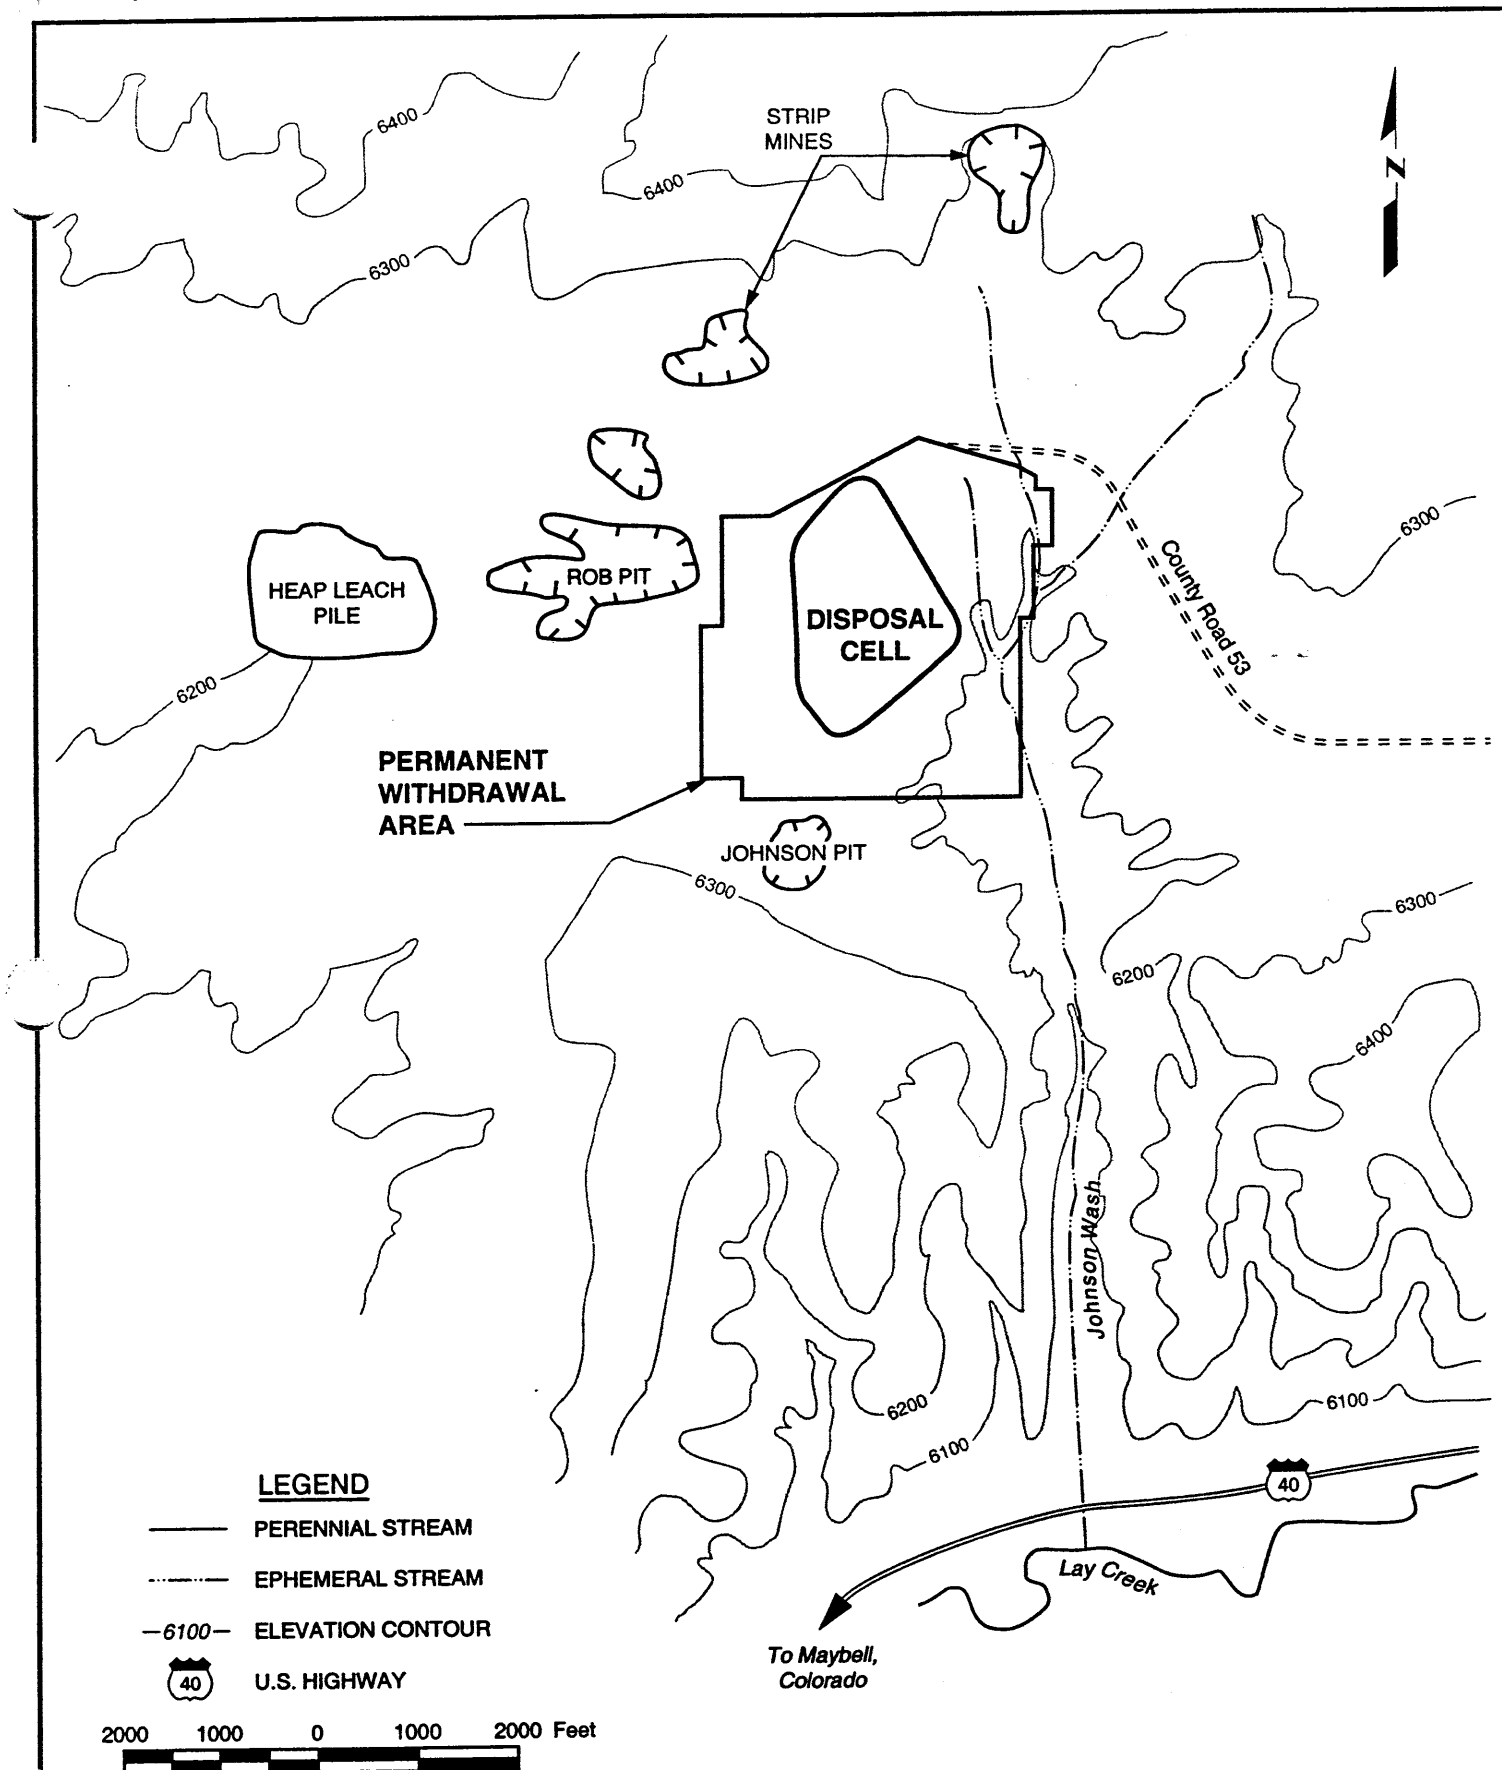 6400
STRIP
MINES
6400
N
6300
6300
HEAP LEACH
PILE
ROB PIT
County Road 53
DISPOSAL
CELL
6200
PERMANENT
WITHDRAWAL
AREA
JOHNSON PIT
6300
6300
6200
6400
Johnson Wash
6200
6100
6100
40
Lay Creek
To Maybell,
Colorado
LEGEND
PERENNIAL STREAM
EPHEMERAL STREAM
6100 ELEVATION CONTOUR
40 U.S. HIGHWAY
2000 1000 0 1000 2000 Feet